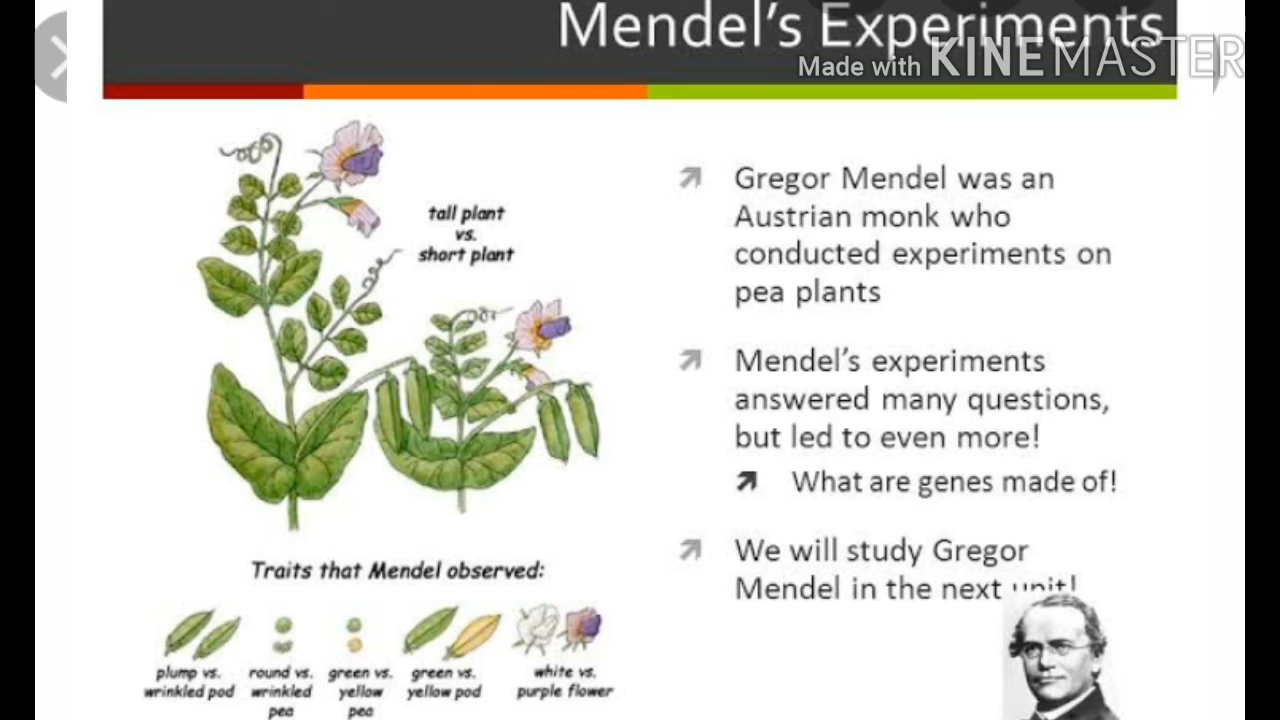 Mendel's Experiments
Made with KINEMASTER
tall plant
vs.
short plant
Gregor Mendel was an
Austrian monk who
conducted experiments on
pea plants
Mendel's experiments
answered many questions,
but led to even more!
What are genes made of!
We will study Gregor
Mendel in the next unit!
Traits that Mendel observed:
plump vs.
wrinkled pod
round vs.
wrinkled
pea
green vs.
yellow
pea
green vs.
yellow pod
white vs.
purple flower